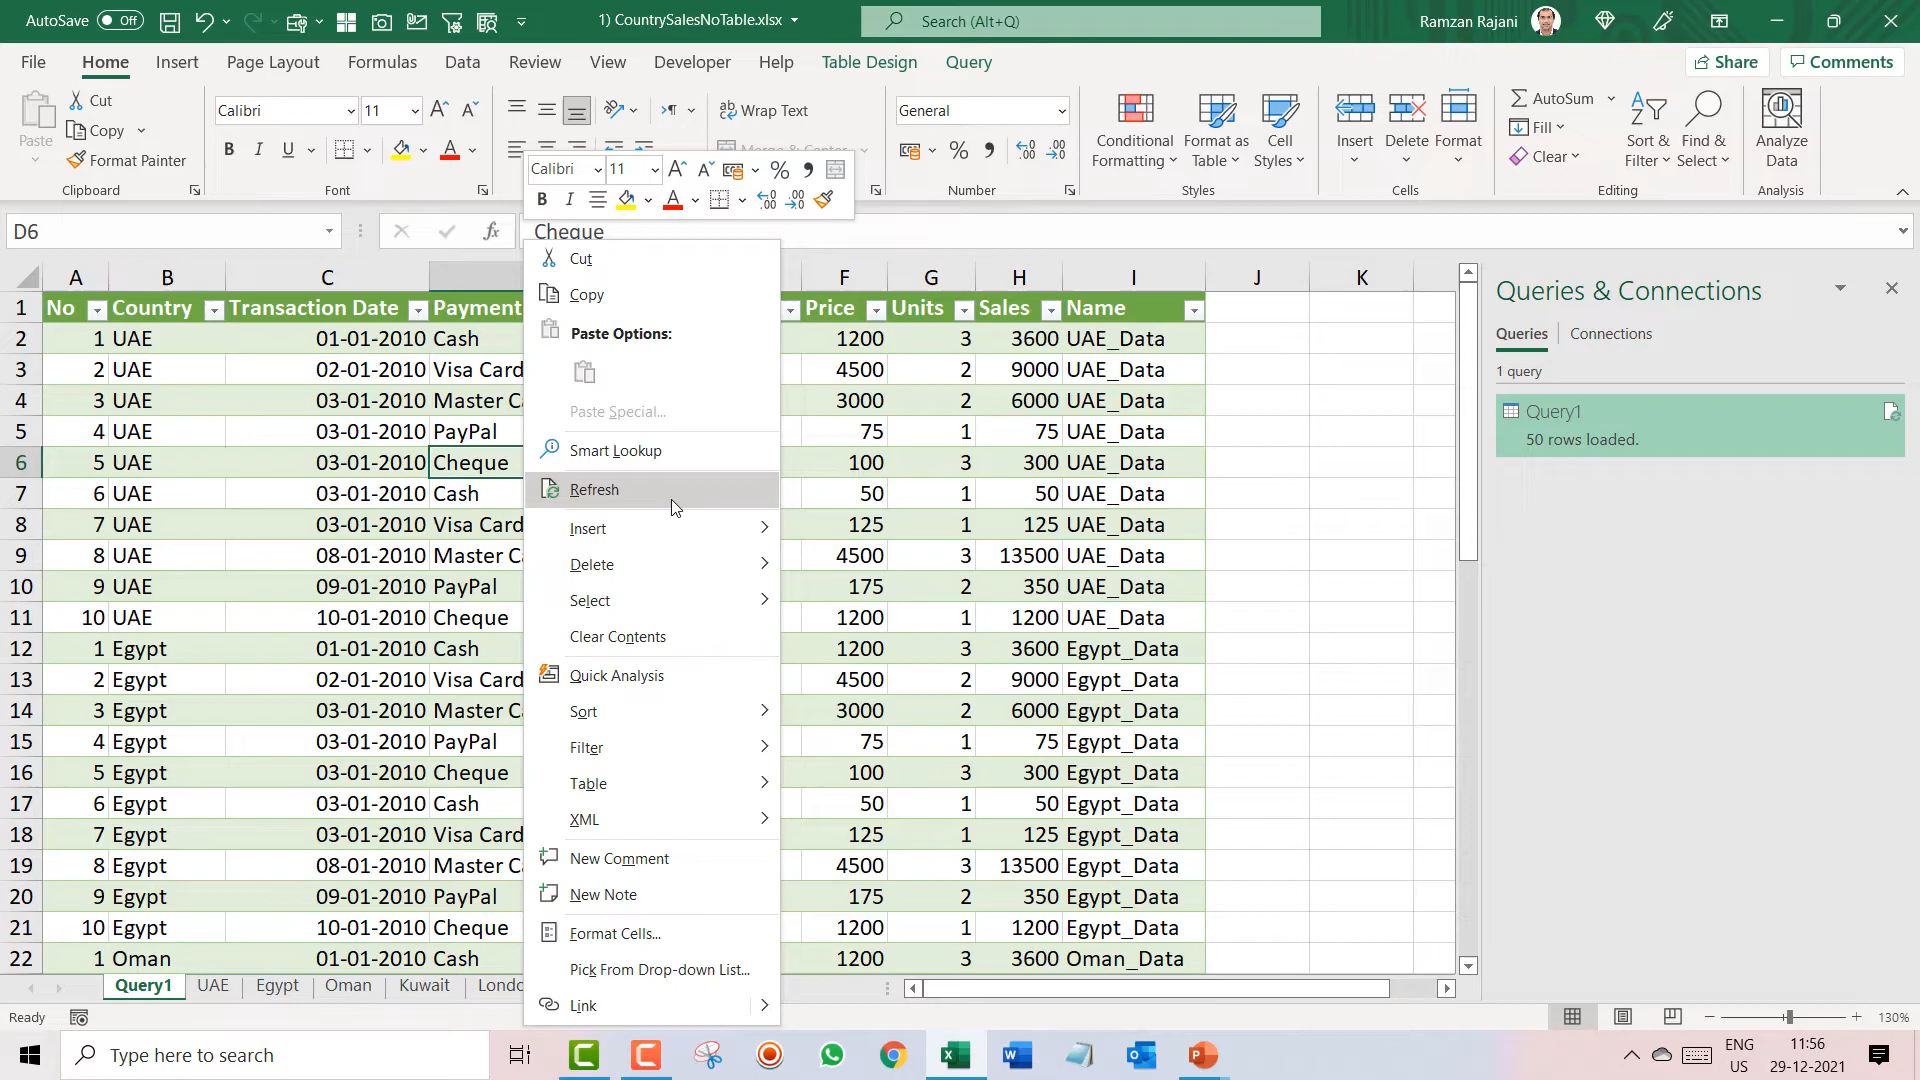 AutoSave Off 1) CountrySalesNoTable.xlsx Search (Alt+Q) Ramzan Rajani
File Home Insert Page Layout Formulas Data Review View Developer Help Table Design Query Share Comments
Paste
Cut
Copy
Format Painter
Clipboard
Calibri 11
B I U A
Font
Wrap Text
General
% 9
Number
Conditional
Formatting
Format as
Table
Cell
Styles
Styles
Insert Delete Format
Cells
AutoSum
Fill
Clear
Sort &
Filter
Find &
Select
Editing
Analyze
Data
Analysis
Calibri 11 A A %
B I A
D6 fx Cheque
A B C F G H I J K
1 No Country Transaction Date Payment Price Units Sales Name
2 1 UAE 01-01-2010 Cash 1200 3 3600 UAE_Data
3 2 UAE 02-01-2010 Visa Card 4500 2 9000 UAE_Data
4 3 UAE 03-01-2010 Master Ca 3000 2 6000 UAE_Data
5 4 UAE 03-01-2010 PayPal 75 1 75 UAE_Data
6 5 UAE 03-01-2010 Cheque 100 3 300 UAE_Data
7 6 UAE 03-01-2010 Cash 50 1 50 UAE_Data
8 7 UAE 03-01-2010 Visa Card 125 1 125 UAE_Data
9 8 UAE 08-01-2010 Master Ca 4500 3 13500 UAE_Data
10 9 UAE 09-01-2010 PayPal 175 2 350 UAE_Data
11 10 UAE 10-01-2010 Cheque 1200 1 1200 UAE_Data
12 1 Egypt 01-01-2010 Cash 1200 3 3600 Egypt_Data
13 2 Egypt 02-01-2010 Visa Card 4500 2 9000 Egypt_Data
14 3 Egypt 03-01-2010 Master Ca 3000 2 6000 Egypt_Data
15 4 Egypt 03-01-2010 PayPal 75 1 75 Egypt_Data
16 5 Egypt 03-01-2010 Cheque 100 3 300 Egypt_Data
17 6 Egypt 03-01-2010 Cash 50 1 50 Egypt_Data
18 7 Egypt 03-01-2010 Visa Card 125 1 125 Egypt_Data
19 8 Egypt 08-01-2010 Master Ca 4500 3 13500 Egypt_Data
20 9 Egypt 09-01-2010 PayPal 175 2 350 Egypt_Data
21 10 Egypt 10-01-2010 Cheque 1200 1 1200 Egypt_Data
22 1 Oman 01-01-2010 Cash 1200 3 3600 Oman_Data
Cut
Copy
Paste Options:
Paste Special...
Smart Lookup
Refresh
Insert
Delete
Select
Clear Contents
Quick Analysis
Sort
Filter
Table
XML
New Comment
New Note
Format Cells...
Pick From Drop-down List...
Link
Queries & Connections
Queries Connections
1 query
Query1
50 rows loaded.
Query1 UAE Egypt Oman Kuwait Londo
Ready 130%
Type here to search
ENG
US
11:56
29-12-2021